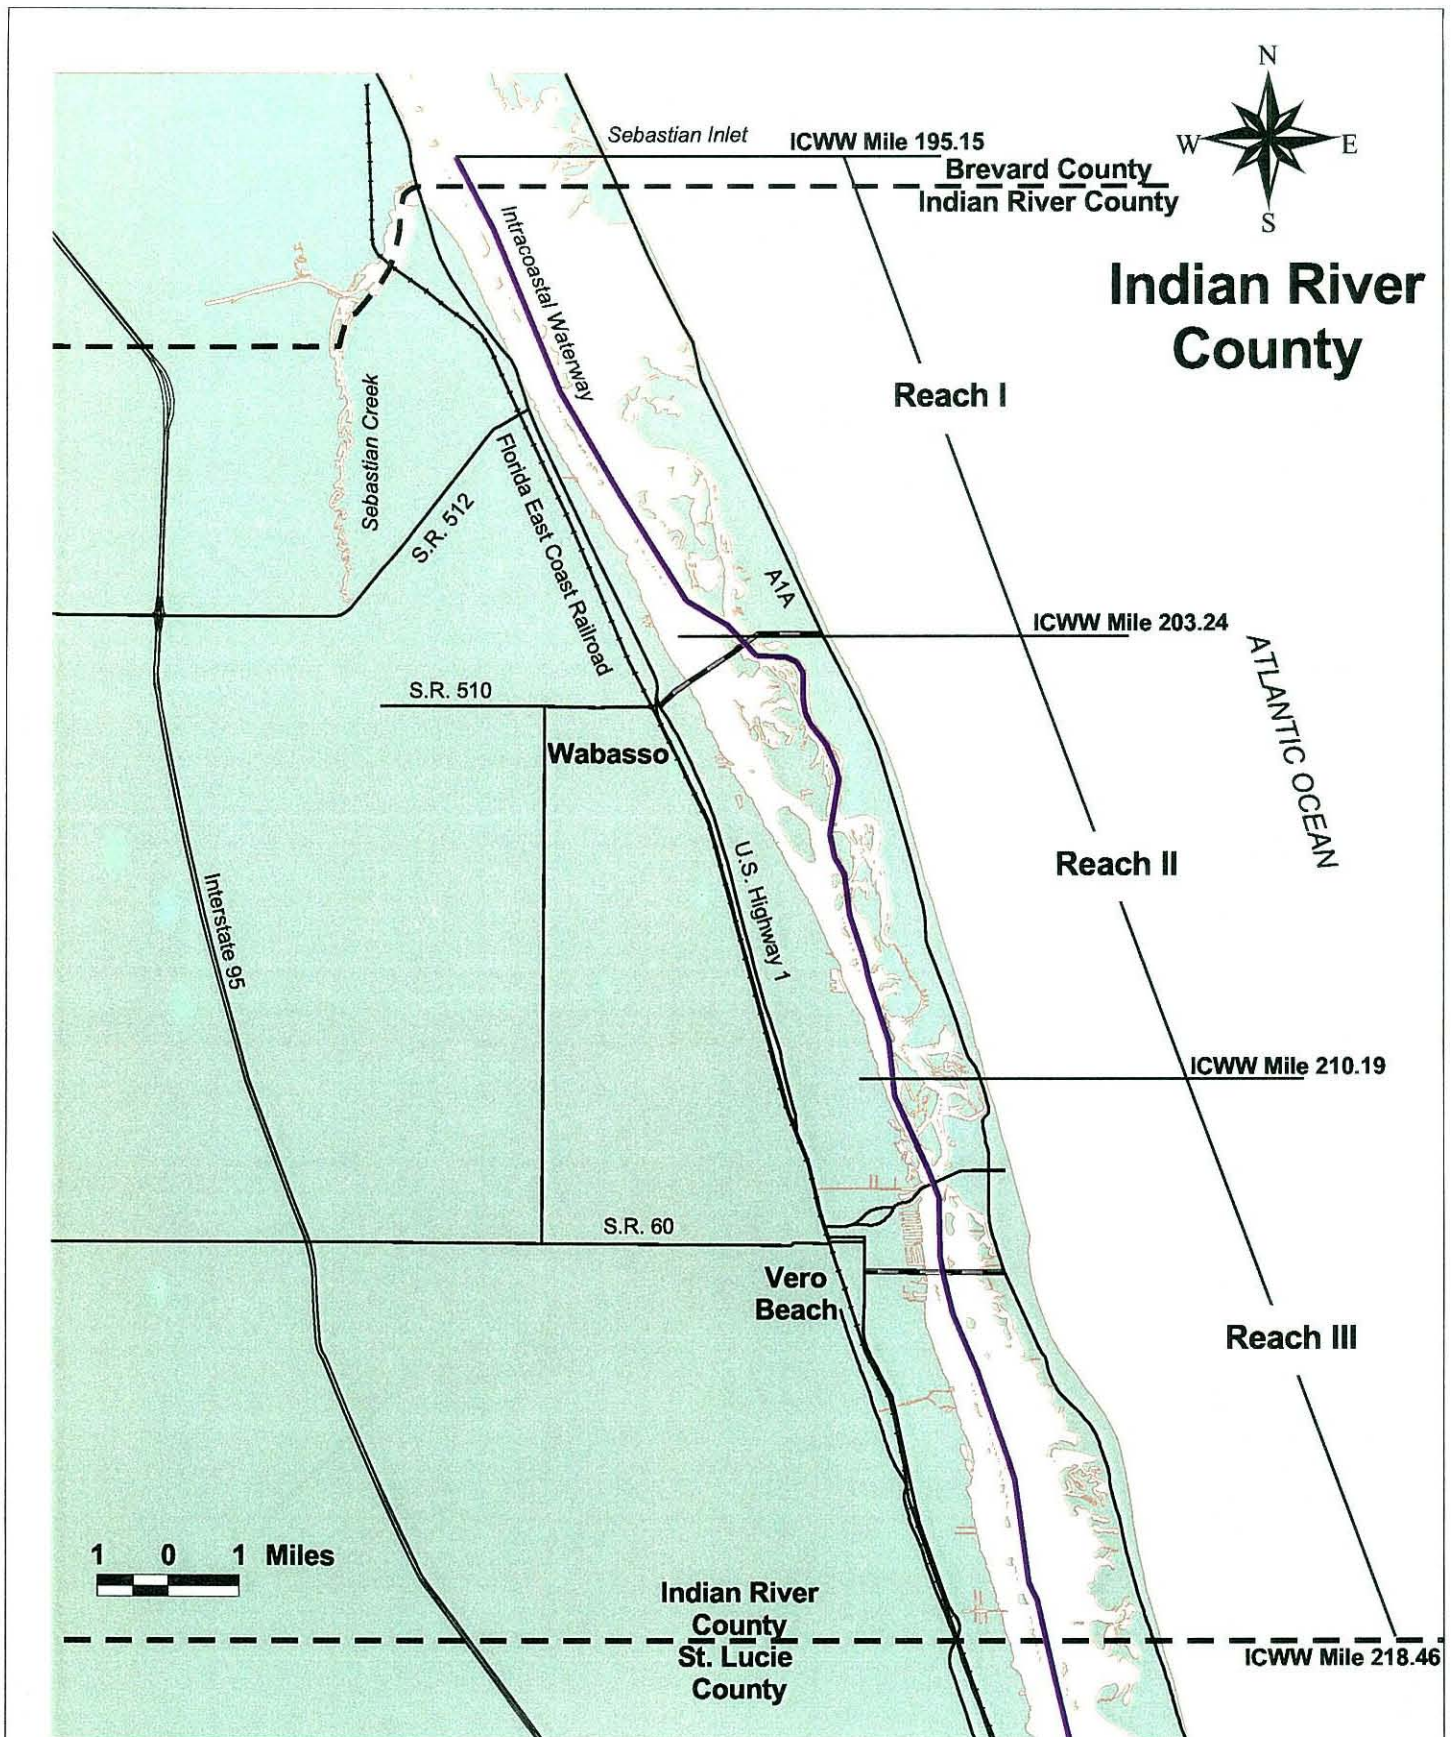 N
Sebastian Inlet
ICWW Mile 195.15
W
E
Brevard County
Indian River County
S
Intracoastal Waterway
Indian River
County
Sebastian Creek
Reach I
Florida East Coast Railroad
S.R. 512
A1A
ICWW Mile 203.24
ATLANTIC OCEAN
S.R. 510
Wabasso
U.S. Highway 1
Reach II
Interstate 95
ICWW Mile 210.19
S.R. 60
Vero
Beach
Reach III
1 0 1 Miles
Indian River
County
St. Lucie
County
ICWW Mile 218.46